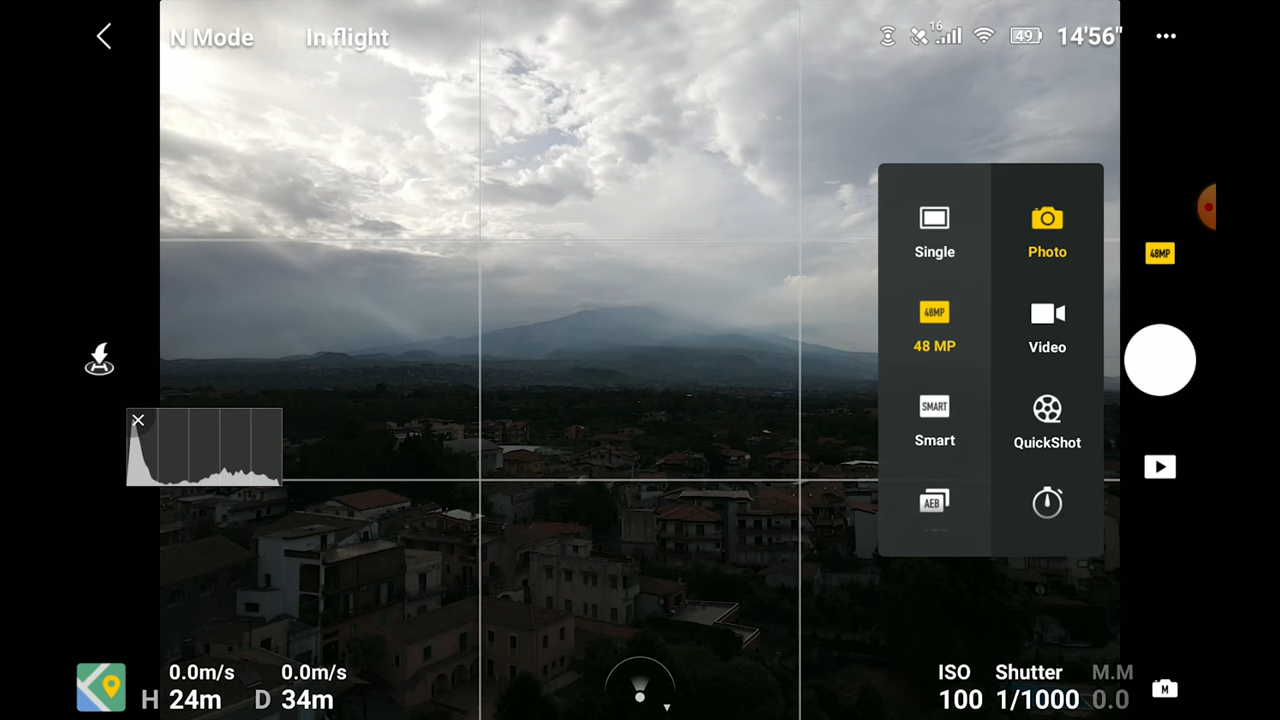 N Mode
In flight
16
49
14'56"
Single
Photo
48MP
48 MP
Video
SMART
Smart
QuickShot
AEB
48MP
0.0m/s
0.0m/s
H 24m
D 34m
ISO
Shutter
M.M
100
1/1000
0.0
M